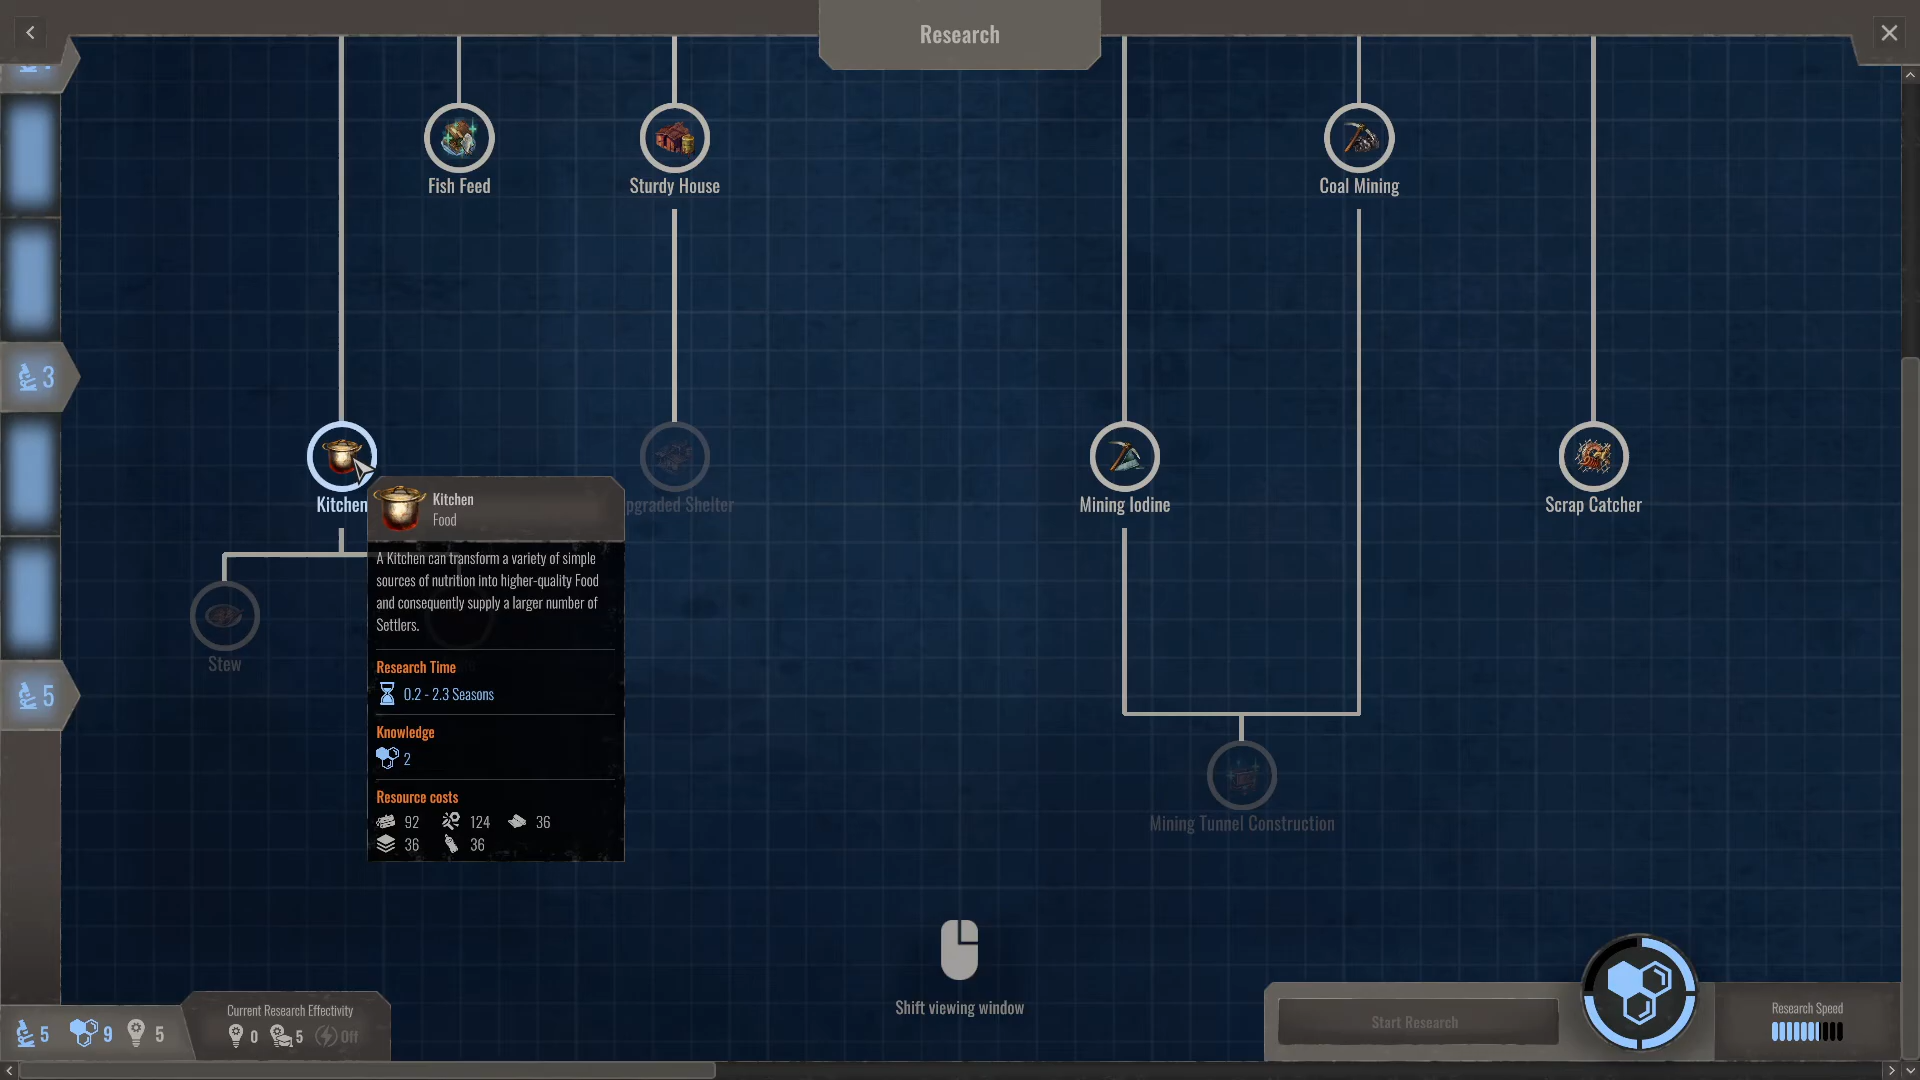 Research
Fish Feed
Sturdy House
Coal Mining
3
Kitchen
pgraded Shelter
Mining Iodine
Scrap Catcher
Kitchen
Food
A Kitchen can transform a variety of simple
sources of nutrition into higher-quality Food
and consequently supply a larger number of
Settlers.
Stew
Research Time
0.2 - 2.3 Seasons
5
Knowledge
2
Resource costs
92 124 36
36 36
Mining Tunnel Construction
Shift viewing window
Current Research Effectivity
5 9 5
0 5 Off
Start Research
Research Speed